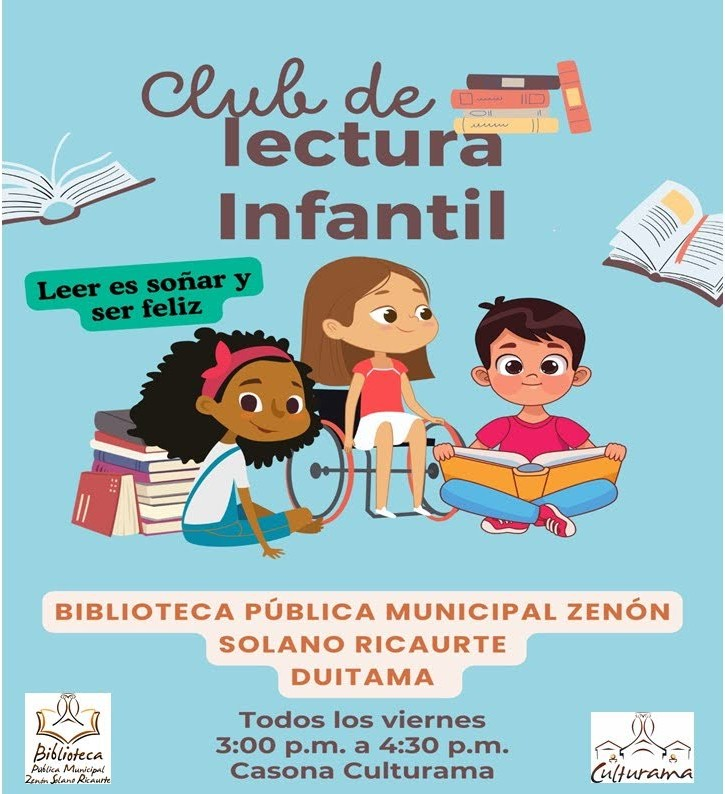 Club de
lectura
Infantil
Leer es soñar y
ser feliz
BIBLIOTECA PÚBLICA MUNICIPAL ZENÓN
SOLANO RICAURTE
DUITAMA
Todos los viernes
3:00 p.m. a 4:30 p.m.
Casona Culturama
Biblioteca
Pública Municipal
Zenón Solano Ricaurte
Culturama